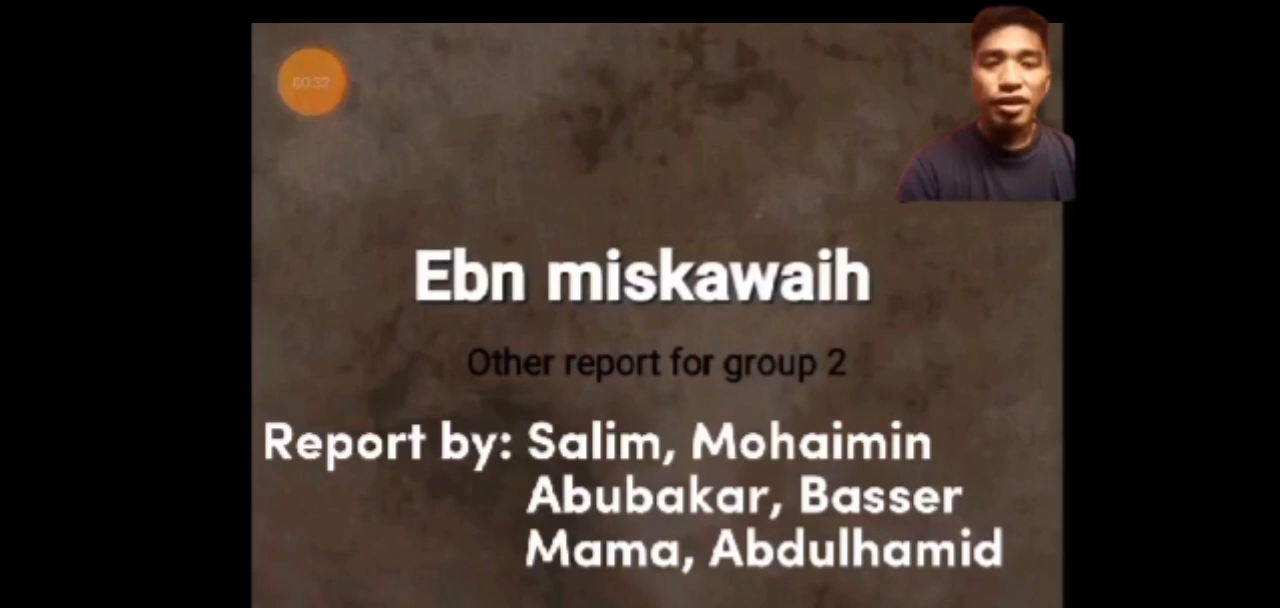 00:32
Ebn miskawaih
Other report for group 2
Report by: Salim, Mohaimin
Abubakar, Basser
Mama, Abdulhamid